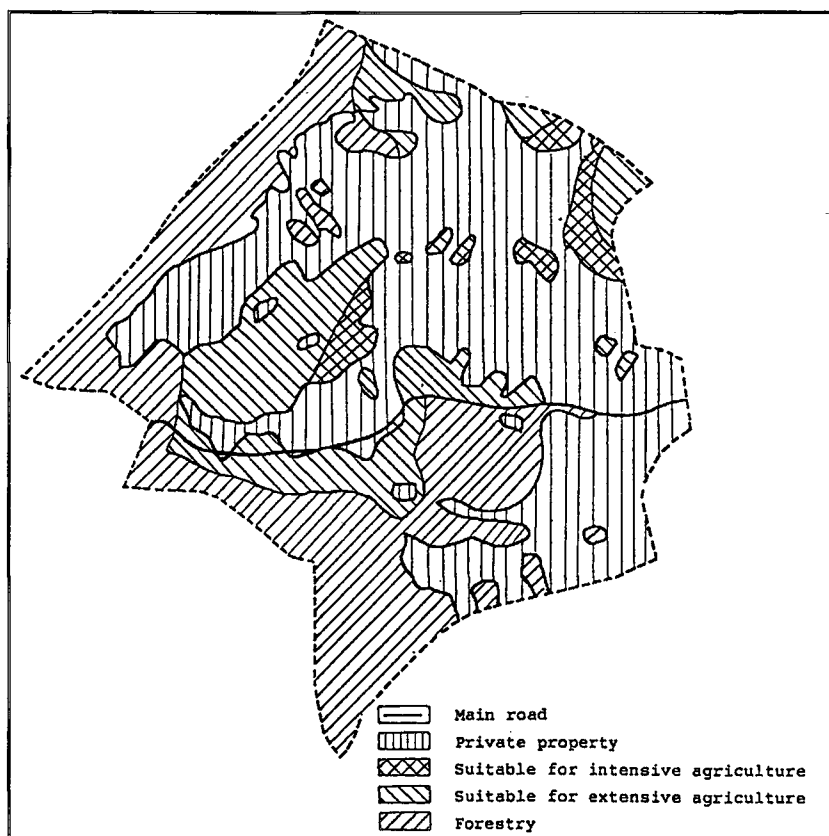 Main road
Private property
Suitable for intensive agriculture
Suitable for extensive agriculture
Forestry